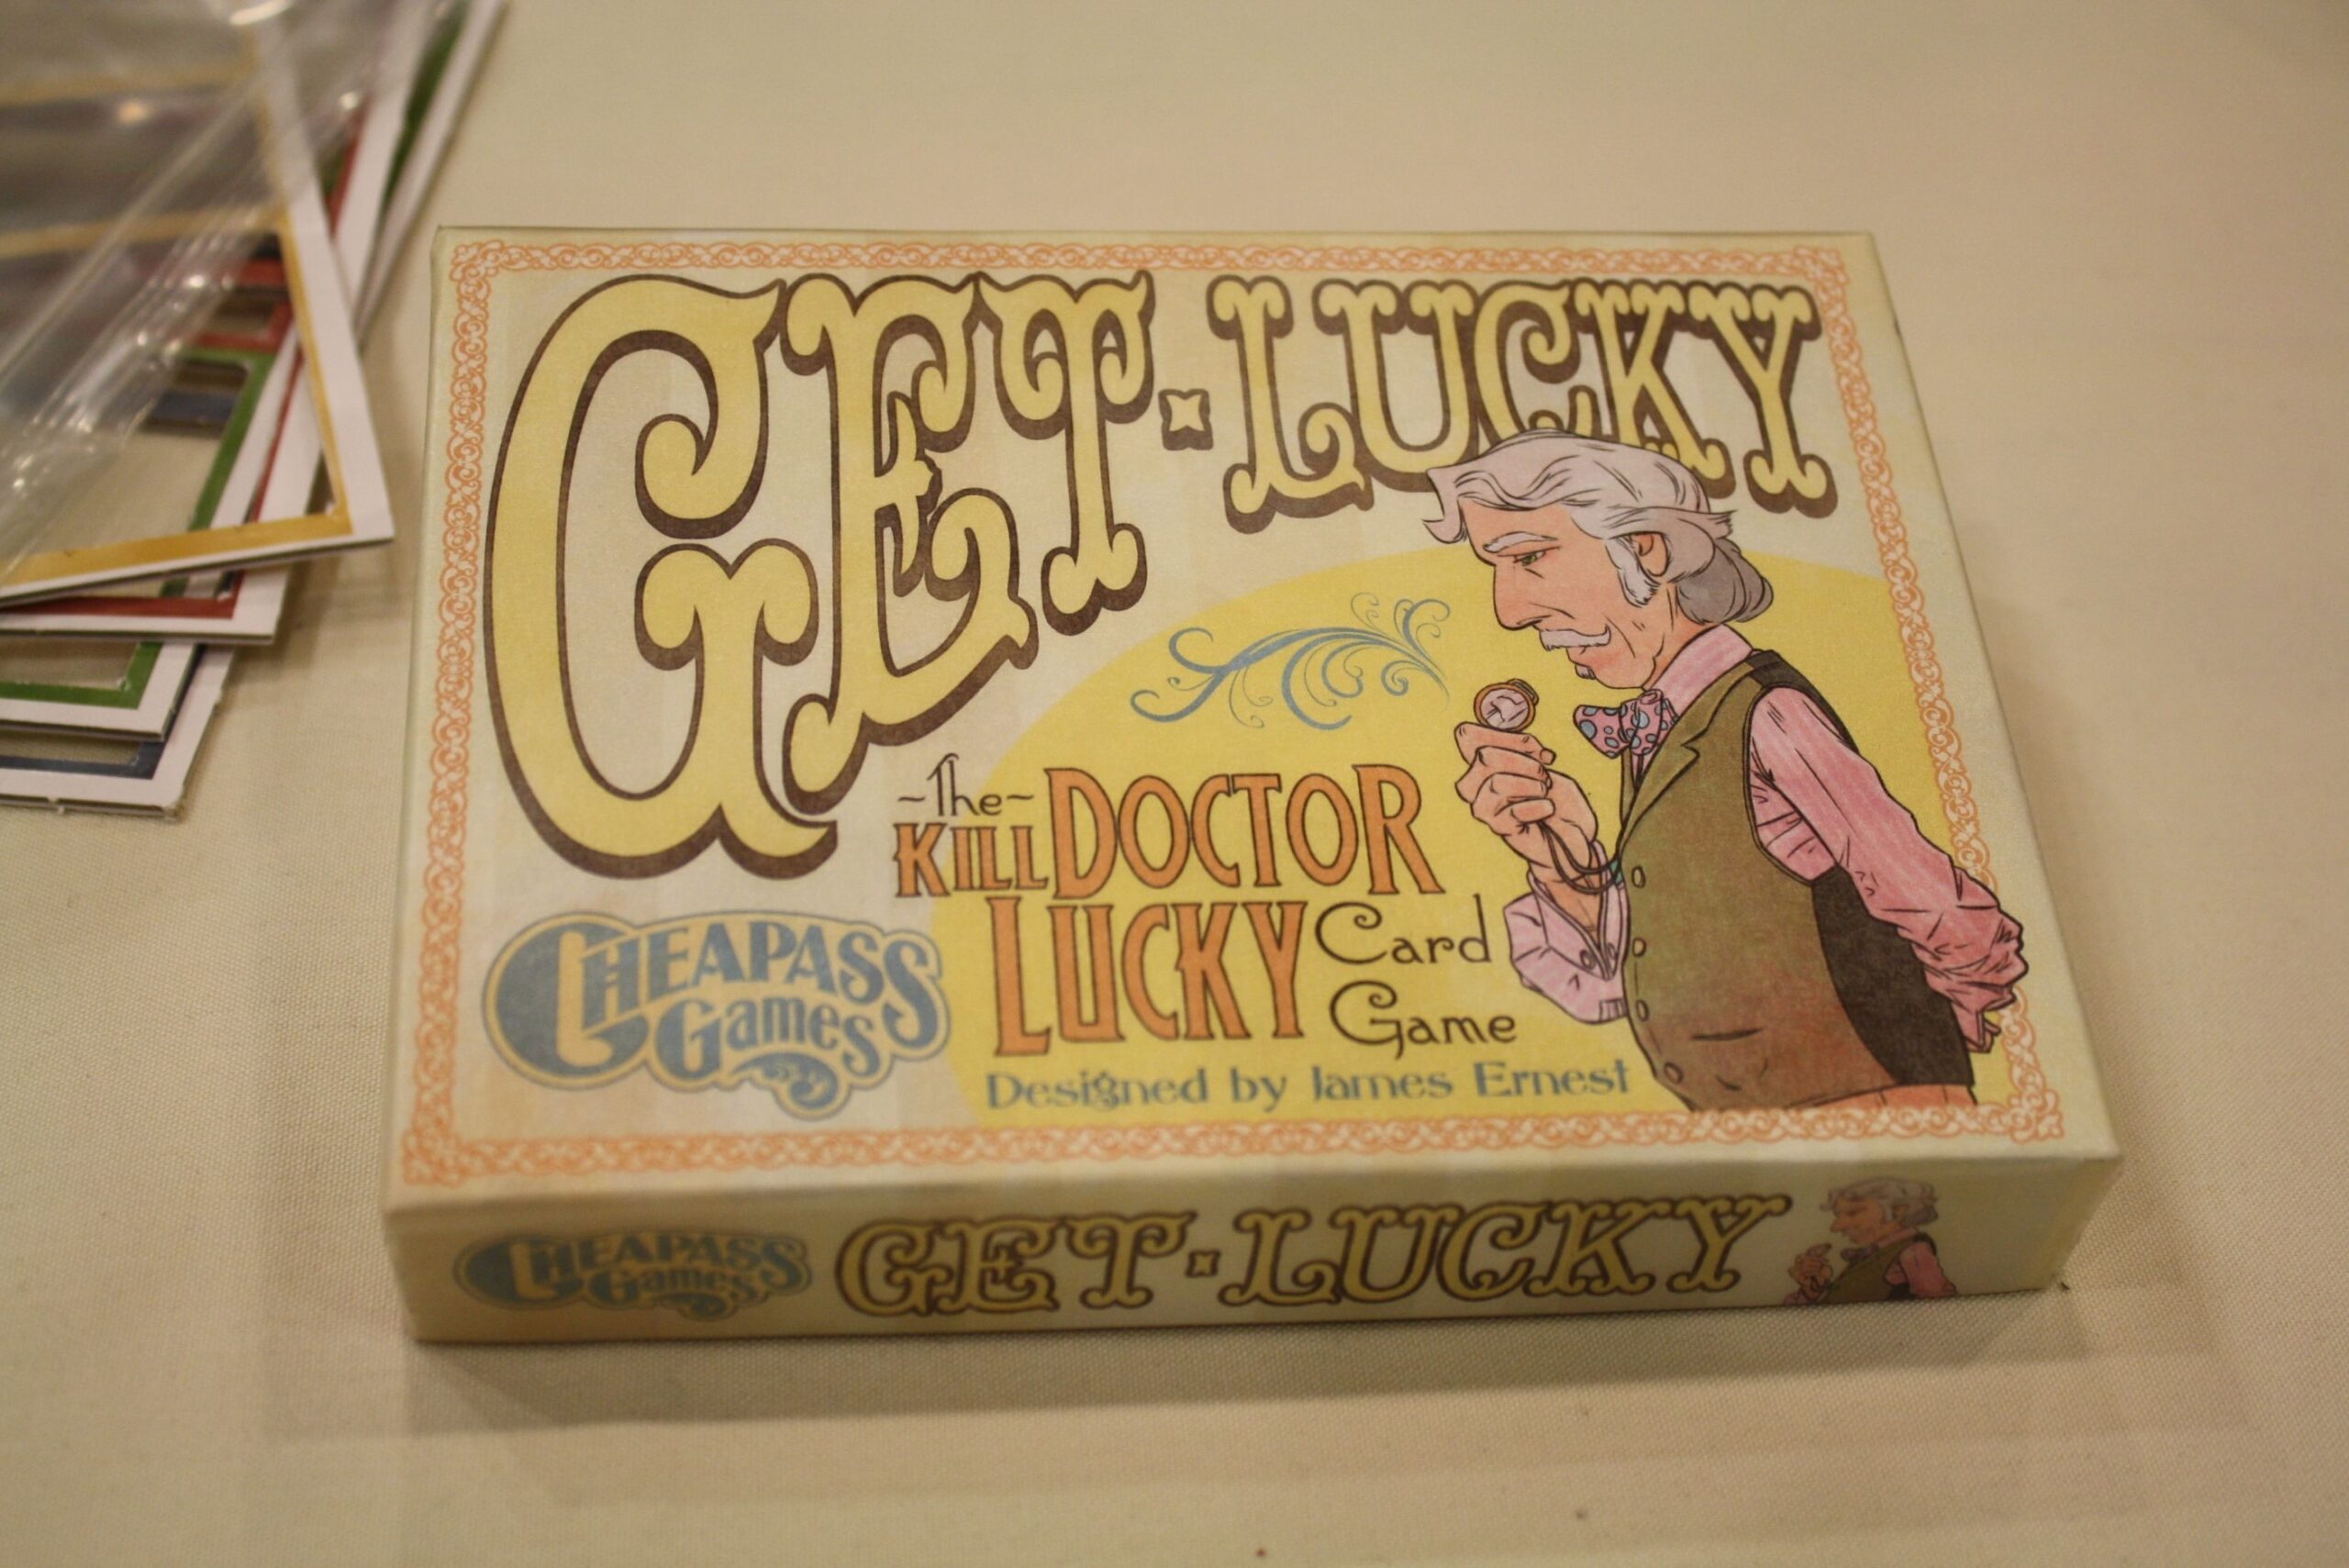 GET·LUCKY
~The~
KILL DOCTOR
LUCKY Card
Game
Designed by James Ernest
CHEAPASS
Games
CHEAPASS
Games
GET·LUCKY